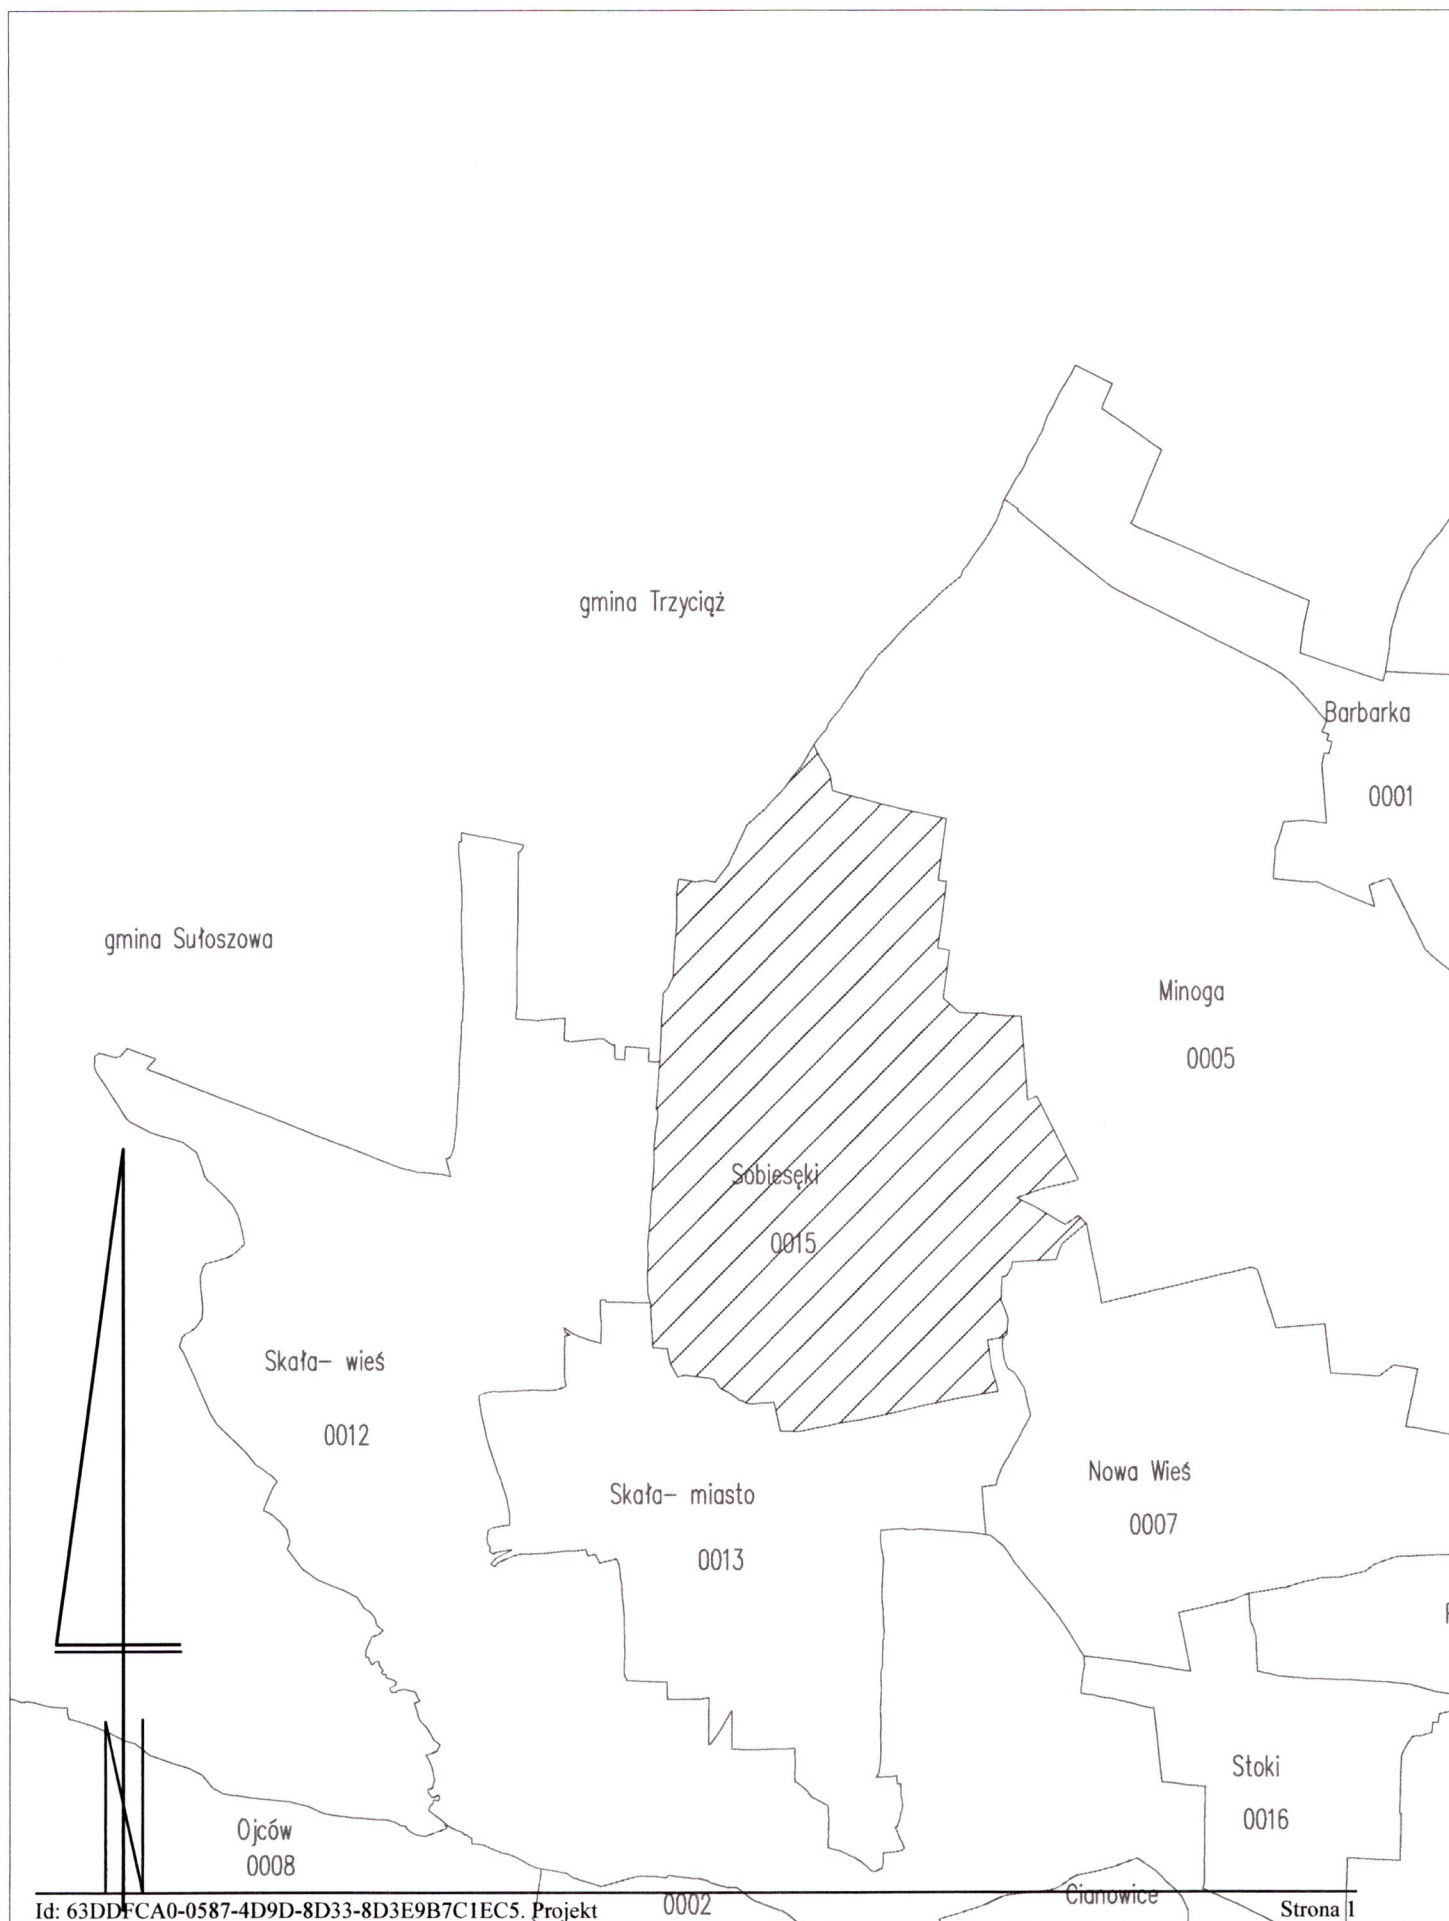 gmina Trzyciąż
Barbarka
0001
gmina Sułoszowa
Minoga
0005
Sobiesęki
0015
Skała- wieś
0012
Skała- miasto
0013
Nowa Wieś
0007
Stoki
0016
Ojców
0008
0002
Cianowice
Id: 63DDFCA0-0587-4D9D-8D33-8D3E9B7C1EC5. Projekt
Strona 1